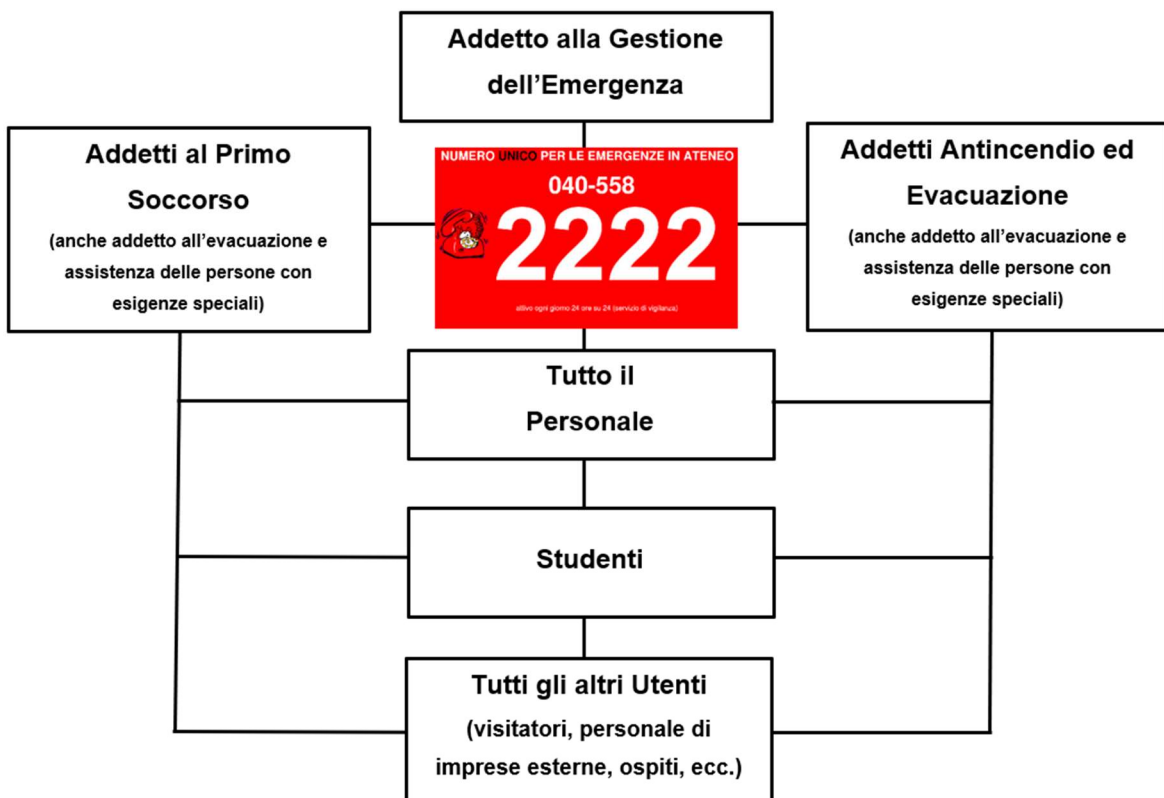 Addetto alla Gestione
dell'Emergenza
Addetti al Primo
Soccorso
(anche addetto all'evacuazione e
assistenza delle persone con
esigenze speciali)
NUMERO UNICO PER LE EMERGENZE IN ATENEO
040-558
2222
attivo ogni giorno 24 ore su 24 (servizio di vigilanza)
Addetti Antincendio ed
Evacuazione
(anche addetto all'evacuazione e
assistenza delle persone con
esigenze speciali)
Tutto il
Personale
Studenti
Tutti gli altri Utenti
(visitatori, personale di
imprese esterne, ospiti, ecc.)